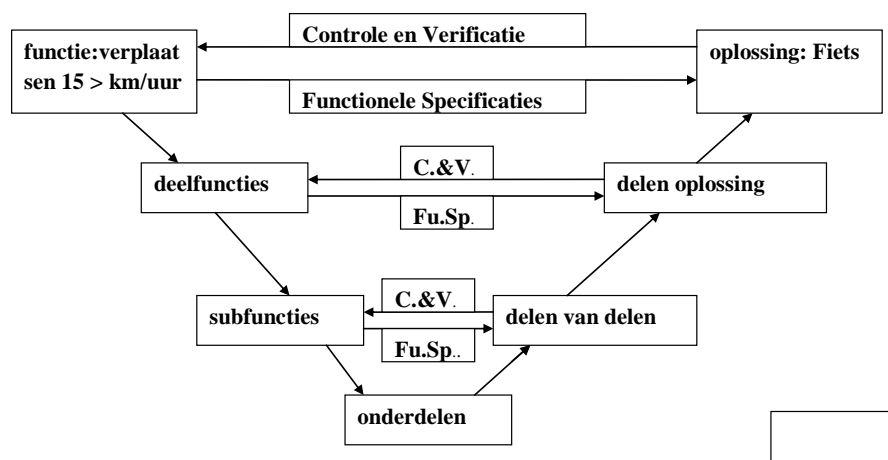 Controle en Verificatie
functie:verplaat
sen 15 > km/uur
oplossing: Fiets
Functionele Specificaties
C.&V.
deelfuncties
delen oplossing
Fu.Sp.
C.&V.
subfuncties
delen van delen
Fu.Sp..
onderdelen